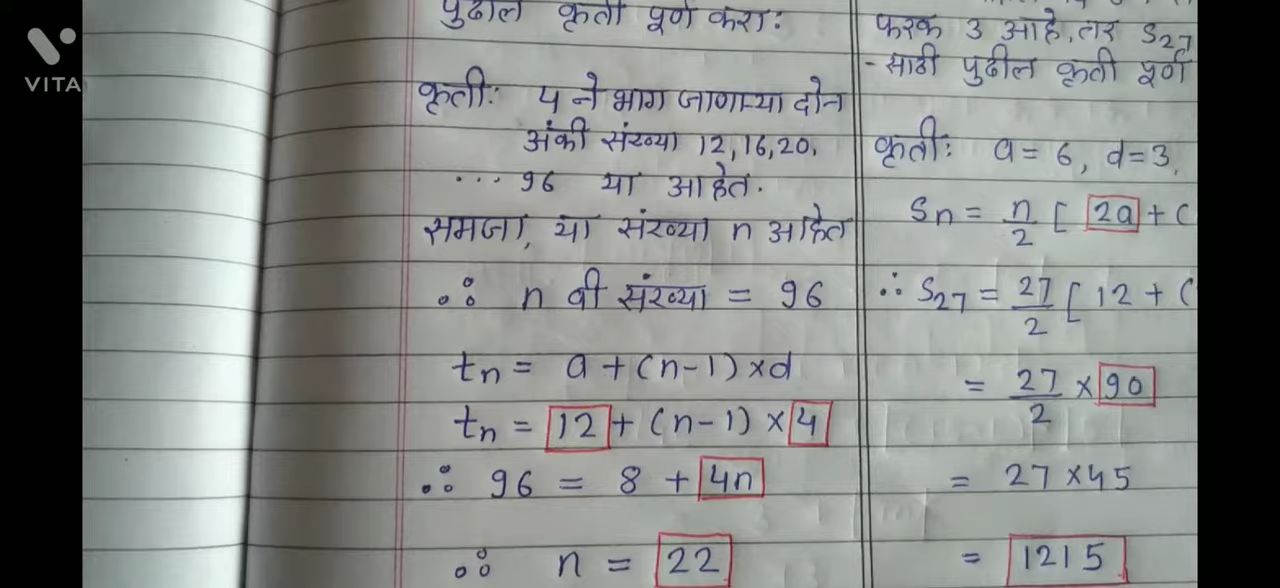 VITA
पुढील कृती पूर्ण करा:
कृती: 4 ने भाग जाणाऱ्या दोन
अंकी संख्या 12, 16, 20,
... 96 या आहेत.
समजा, या संख्या n आहेत
∴ n वी संख्या = 96
tn = a + (n-1) × d
tn = 12 + (n-1) × 4
∴ 96 = 8 + 4n
∴ n = 22
फरक 3 आहे, तर S27
- साठी पुढील कृती पूर्ण
कृती: a = 6, d = 3,
Sn = n/2 [ 2a + (
∴ S27 = 27/2 [ 12 + (
= 27/2 × 90
= 27 × 45
= 1215